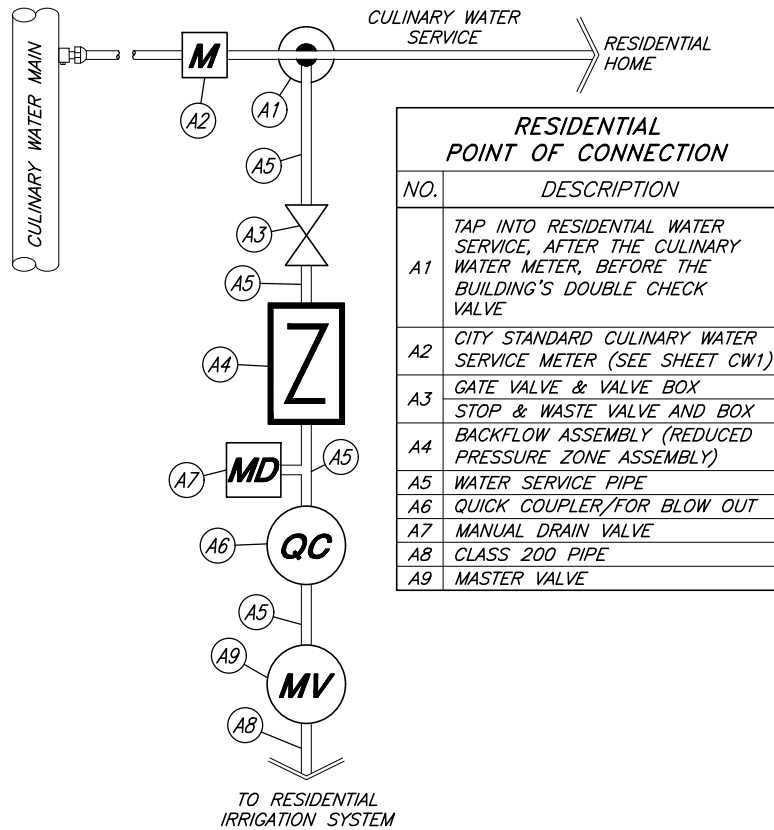 CULINARY WATER
SERVICE
RESIDENTIAL
HOME
CULINARY WATER MAIN
M
A2
A1
A5
A3
A5
A4
Z
A7
MD
A5
A6
QC
A5
A9
MV
A8
TO RESIDENTIAL
IRRIGATION SYSTEM
RESIDENTIAL
POINT OF CONNECTION
NO. DESCRIPTION
A1 TAP INTO RESIDENTIAL WATER
SERVICE, AFTER THE CULINARY
WATER METER, BEFORE THE
BUILDING'S DOUBLE CHECK
VALVE
A2 CITY STANDARD CULINARY WATER
SERVICE METER (SEE SHEET CW1)
A3 GATE VALVE & VALVE BOX
STOP & WASTE VALVE AND BOX
A4 BACKFLOW ASSEMBLY (REDUCED
PRESSURE ZONE ASSEMBLY)
A5 WATER SERVICE PIPE
A6 QUICK COUPLER/FOR BLOW OUT
A7 MANUAL DRAIN VALVE
A8 CLASS 200 PIPE
A9 MASTER VALVE